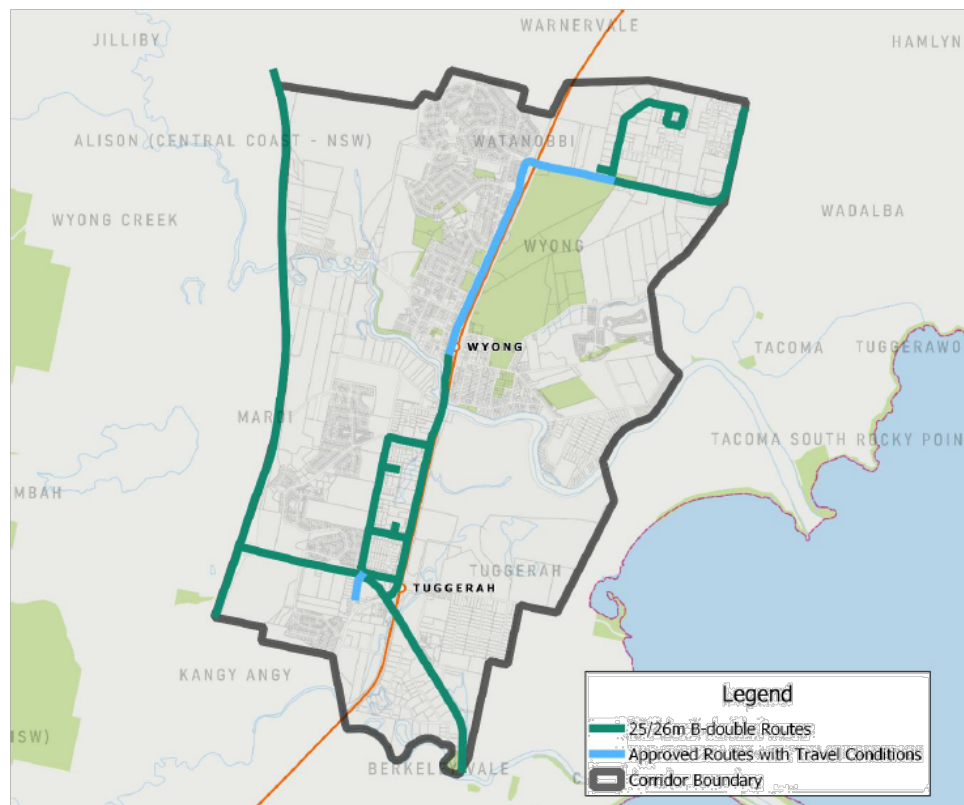 WARNERVALE
JILLIBY
HAMLYN
ALISON (CENTRAL COAST - NSW)
WATANOBBI
WYONG CREEK
WADALBA
WYONG
WYONG
TACOMA
TUGGERAWO
MARDI
TACOMA SOUTH
ROCKY POIN
MBAH
TUGGERAH
TUGGERAH
KANGY ANGY
Legend
NSW)
25/26m B-double Routes
Approved Routes with Travel Conditions
BERKELEY VALE
Corridor Boundary